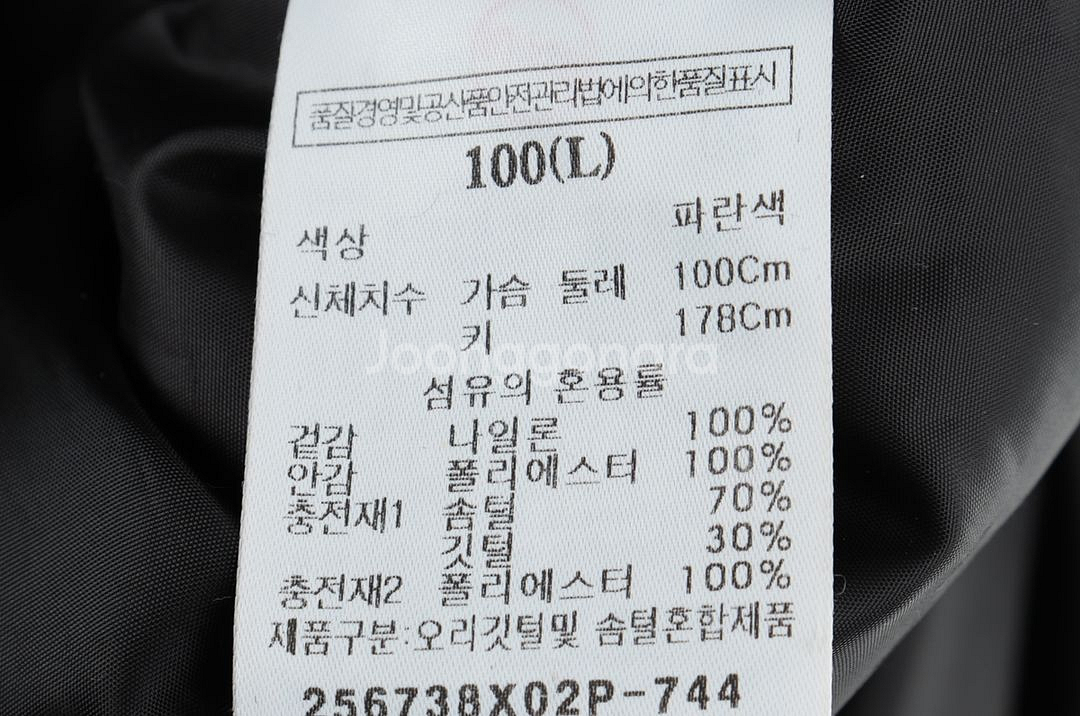 품질경영및공산품안전관리법에의한품질표시
100(L)
색상 파란색
신체치수 가슴 둘레 100Cm
키 178Cm
Joonggongra
섬유의 혼용률
겉감 나일론 100%
안감 폴리에스터 100%
충전재1 솜털 70%
깃털 30%
충전재2 폴리에스터 100%
제품구분:오리깃털및 솜털혼합제품
256738X02P-744